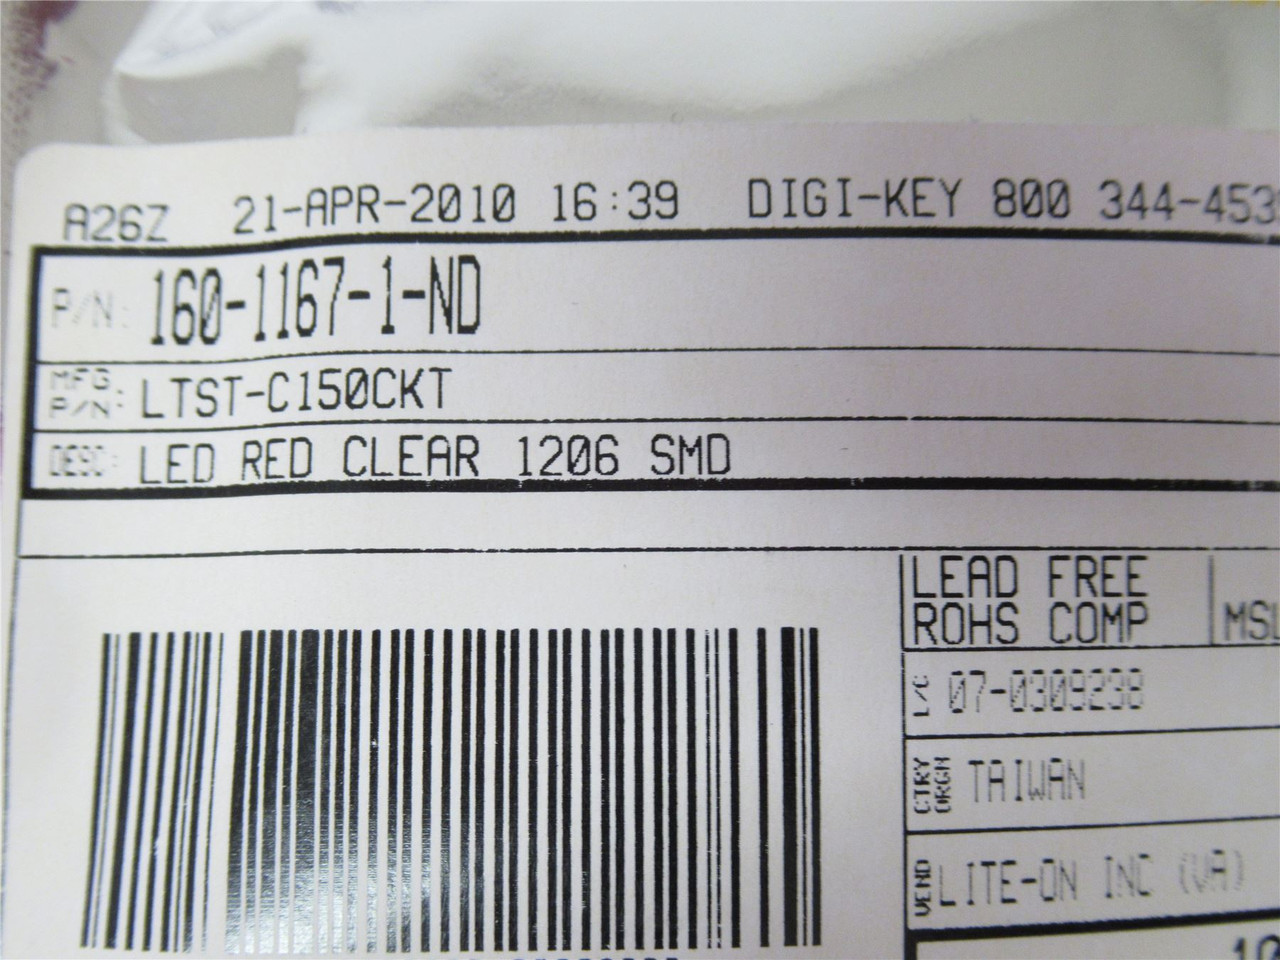 A26Z 21-APR-2010 16:39 DIGI-KEY 800 344-453
P/N: 160-1167-1-ND
MFG. P/N: LTST-C150CKT
DESC: LED RED CLEAR 1206 SMD
LEAD FREE
ROHS COMP
MSL
L/C 07-0309238
CTRY ORGN TAIWAN
VEND LITE-ON INC (VA)
10